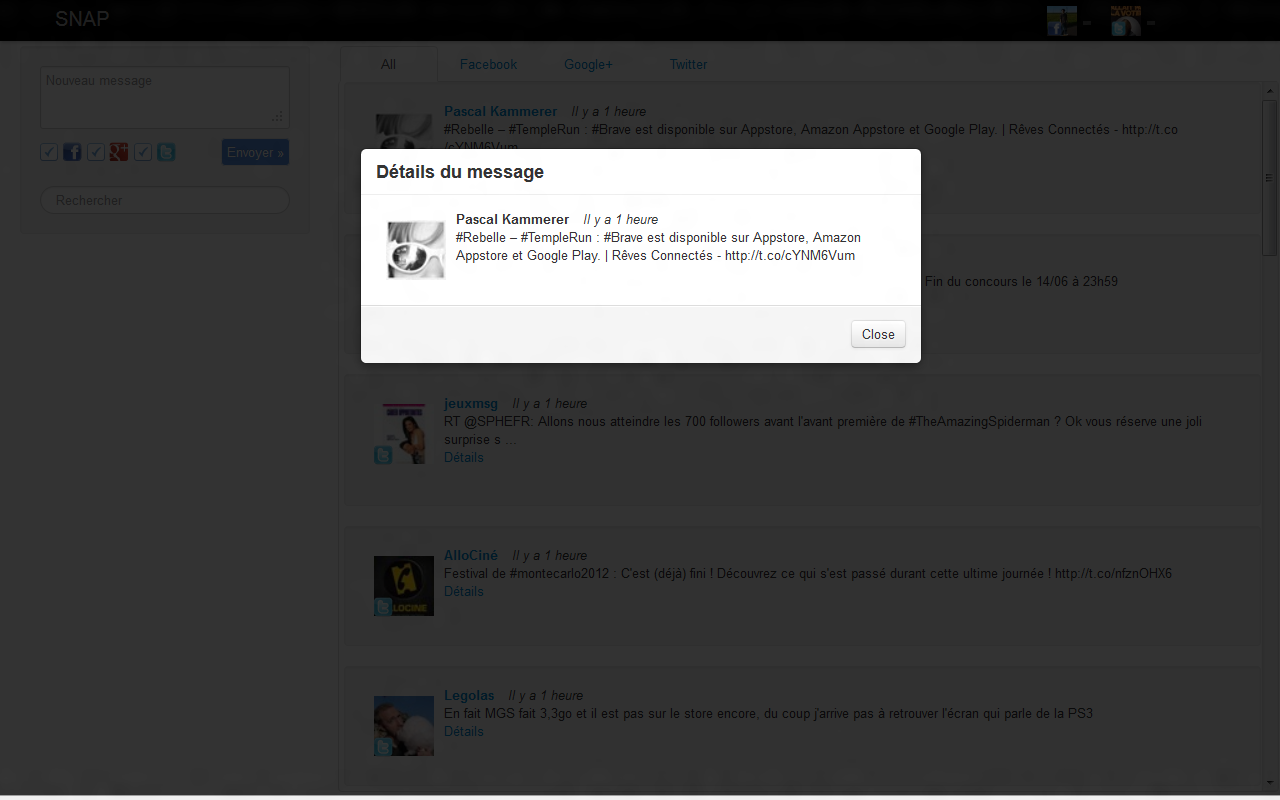 SNAP
All Facebook Google+ Twitter
Nouveau message
Envoyer »
Rechercher
Pascal Kammerer Il y a 1 heure
#Rebelle – #TempleRun : #Brave est disponible sur Appstore, Amazon Appstore et Google Play. | Rêves Connectés - http://t.co
/cYNM6Vum
Détails du message
Pascal Kammerer Il y a 1 heure
#Rebelle – #TempleRun : #Brave est disponible sur Appstore, Amazon
Appstore et Google Play. | Rêves Connectés - http://t.co/cYNM6Vum
Close
Fin du concours le 14/06 à 23h59
jeuxmsg Il y a 1 heure
RT @SPHEFR: Allons nous atteindre les 700 followers avant l'avant première de #TheAmazingSpiderman ? Ok vous réserve une joli
surprise s ...
Détails
AlloCiné Il y a 1 heure
Festival de #montecarlo2012 : C'est (déjà) fini ! Découvrez ce qui s'est passé durant cette ultime journée ! http://t.co/nfznOHX6
Détails
Legolas Il y a 1 heure
En fait MGS fait 3,3go et il est pas sur le store encore, du coup j'arrive pas à retrouver l'écran qui parle de la PS3
Détails